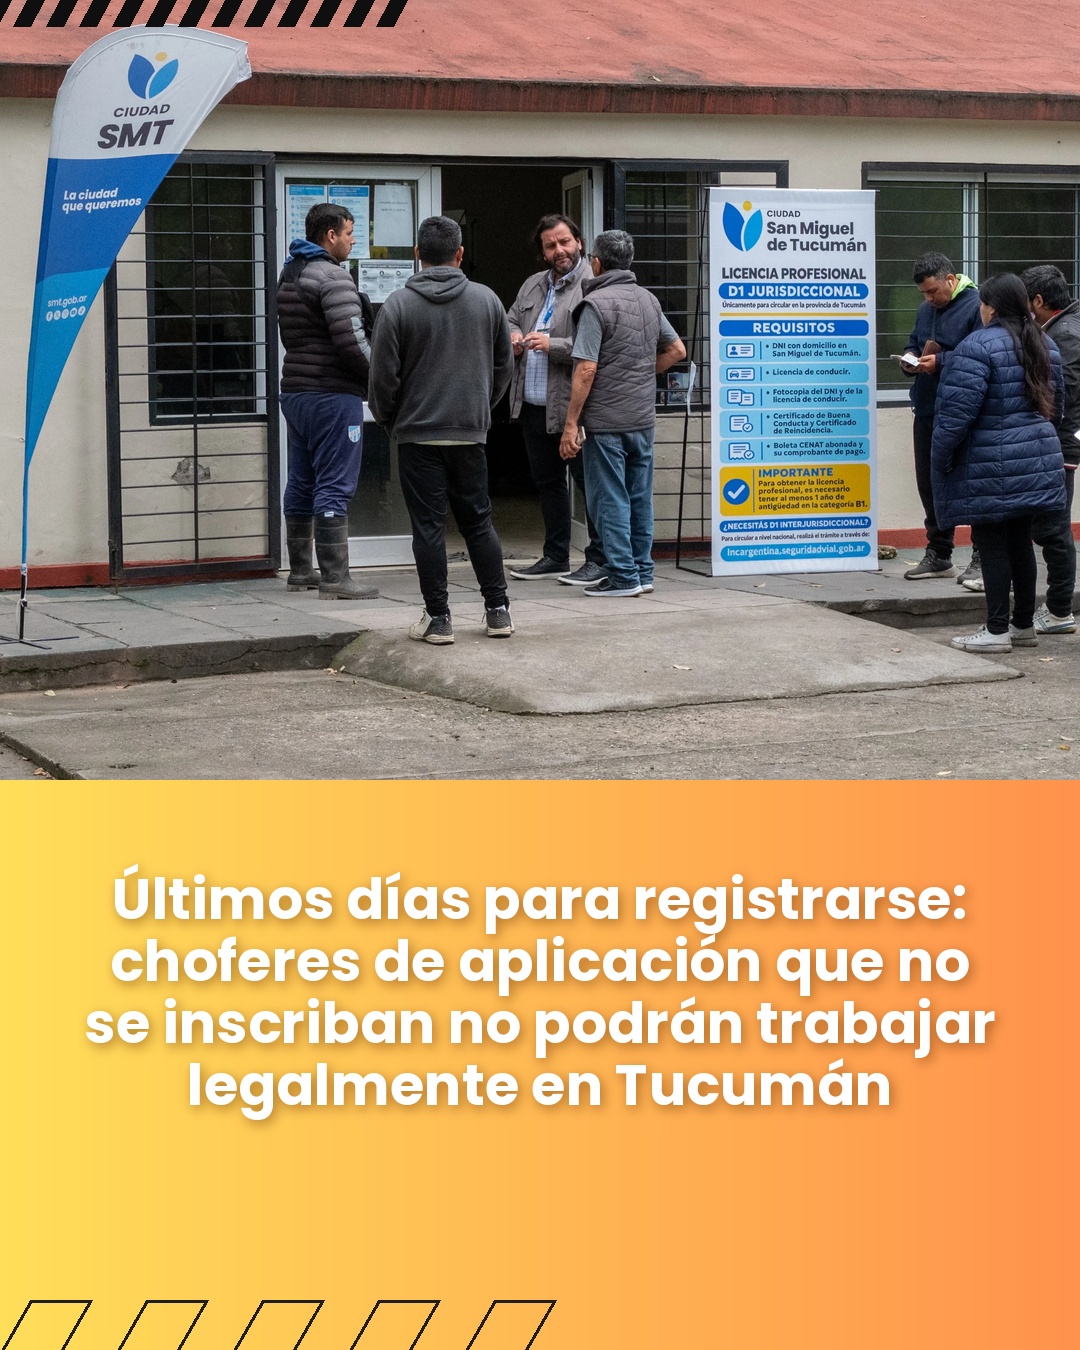 CIUDAD
SMT
La ciudad
que queremos
smt.gob.ar
CIUDAD
San Miguel
de Tucumán
LICENCIA PROFESIONAL
D1 JURISDICCIONAL
Únicamente para circular en la provincia de Tucumán
REQUISITOS
• DNI con domicilio en
San Miguel de Tucumán.
• Licencia de conducir.
• Fotocopia del DNI y de la
licencia de conducir.
• Certificado de Buena
Conducta y Certificado
de Reincidencia.
• Boleta CENAT abonada y
su comprobante de pago.
IMPORTANTE
Para obtener la licencia
profesional, es necesario
tener al menos 1 año de
antigüedad en la categoría B1.
¿NECESITÁS D1 INTERJURISDICCIONAL?
Para circular a nivel nacional, realizá el trámite a través de:
lncargentina.seguridadvial.gob.ar
Últimos días para registrarse:
choferes de aplicación que no
se inscriban no podrán trabajar
legalmente en Tucumán